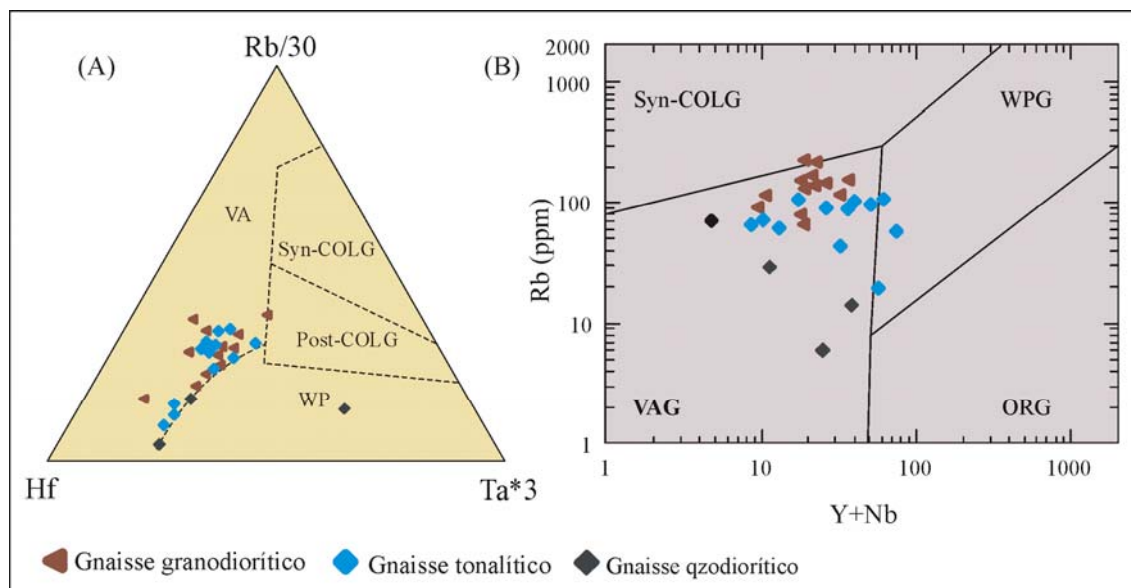 (A)
Rb/30
VA
Syn-COLG
Post-COLG
WP
Hf
Ta*3
(B)
2000
1000
100
10
1
Rb (ppm)
Syn-COLG
WPG
VAG
ORG
1 10 100 1000
Y+Nb
Gnaisse granodiorítico Gnaisse tonalítico Gnaisse qzodiorítico